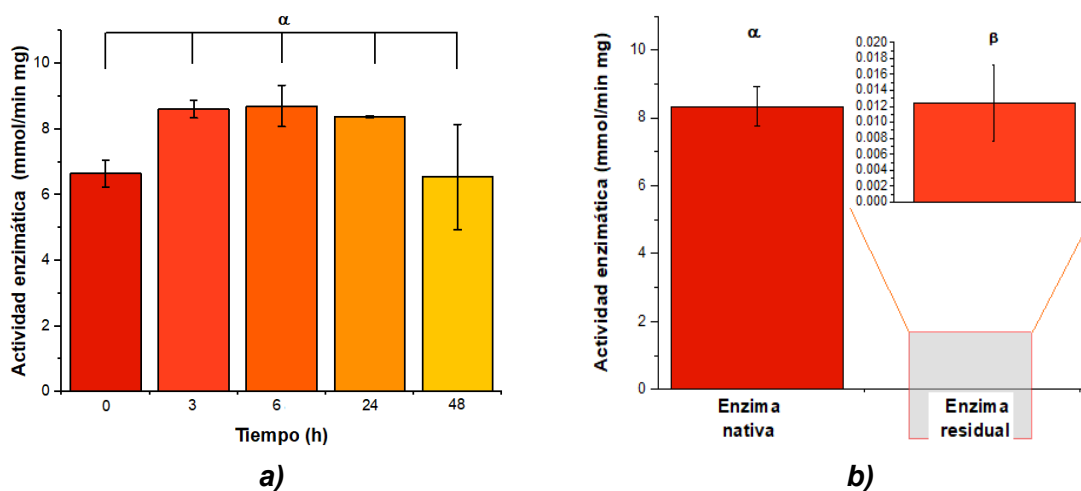 α
Actividad enzimática (mmol/min mg)
10
8
6
4
2
0
0 3 6 24 48
Tiempo (h)
a)
α
Actividad enzimática (mmol/min mg)
10
8
6
4
2
0
β
0.020
0.018
0.016
0.014
0.012
0.010
0.008
0.006
0.004
0.002
0.000
Enzima
nativa
Enzima
residual
b)